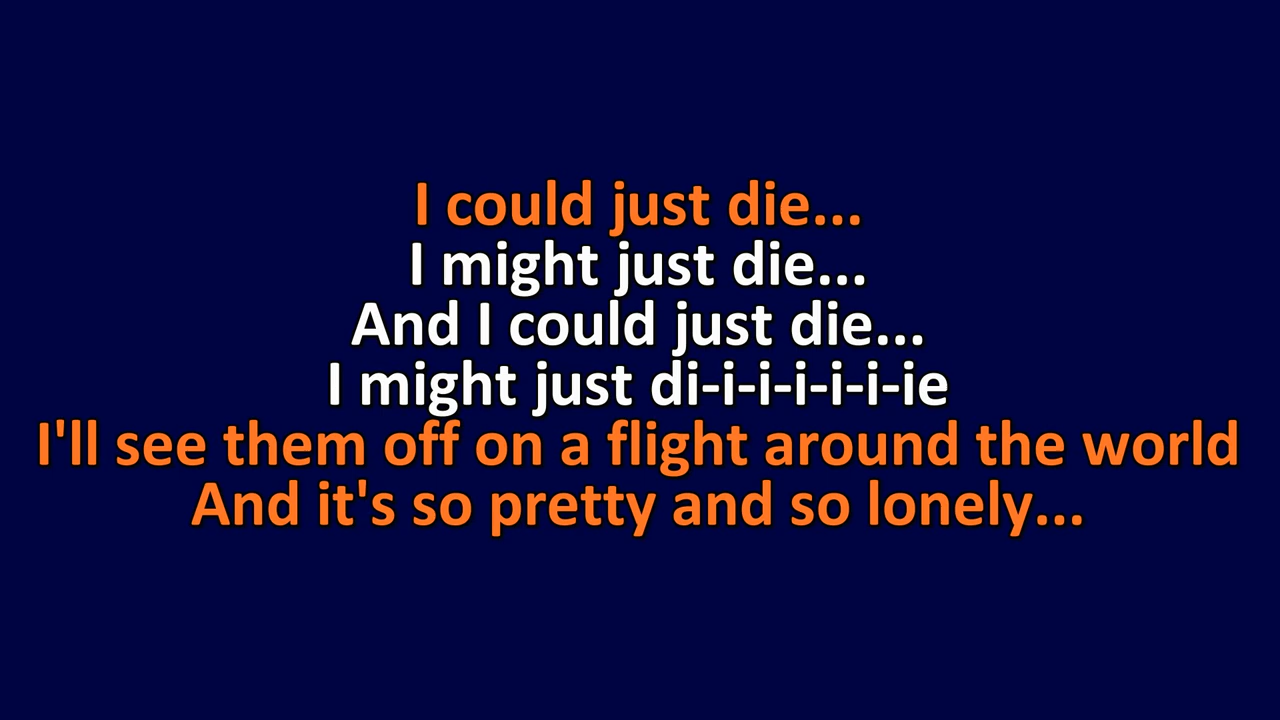 I could just die...
I might just die...
And I could just die...
I might just di-i-i-i-i-i-ie
I'll see them off on a flight around the world
And it's so pretty and so lonely...